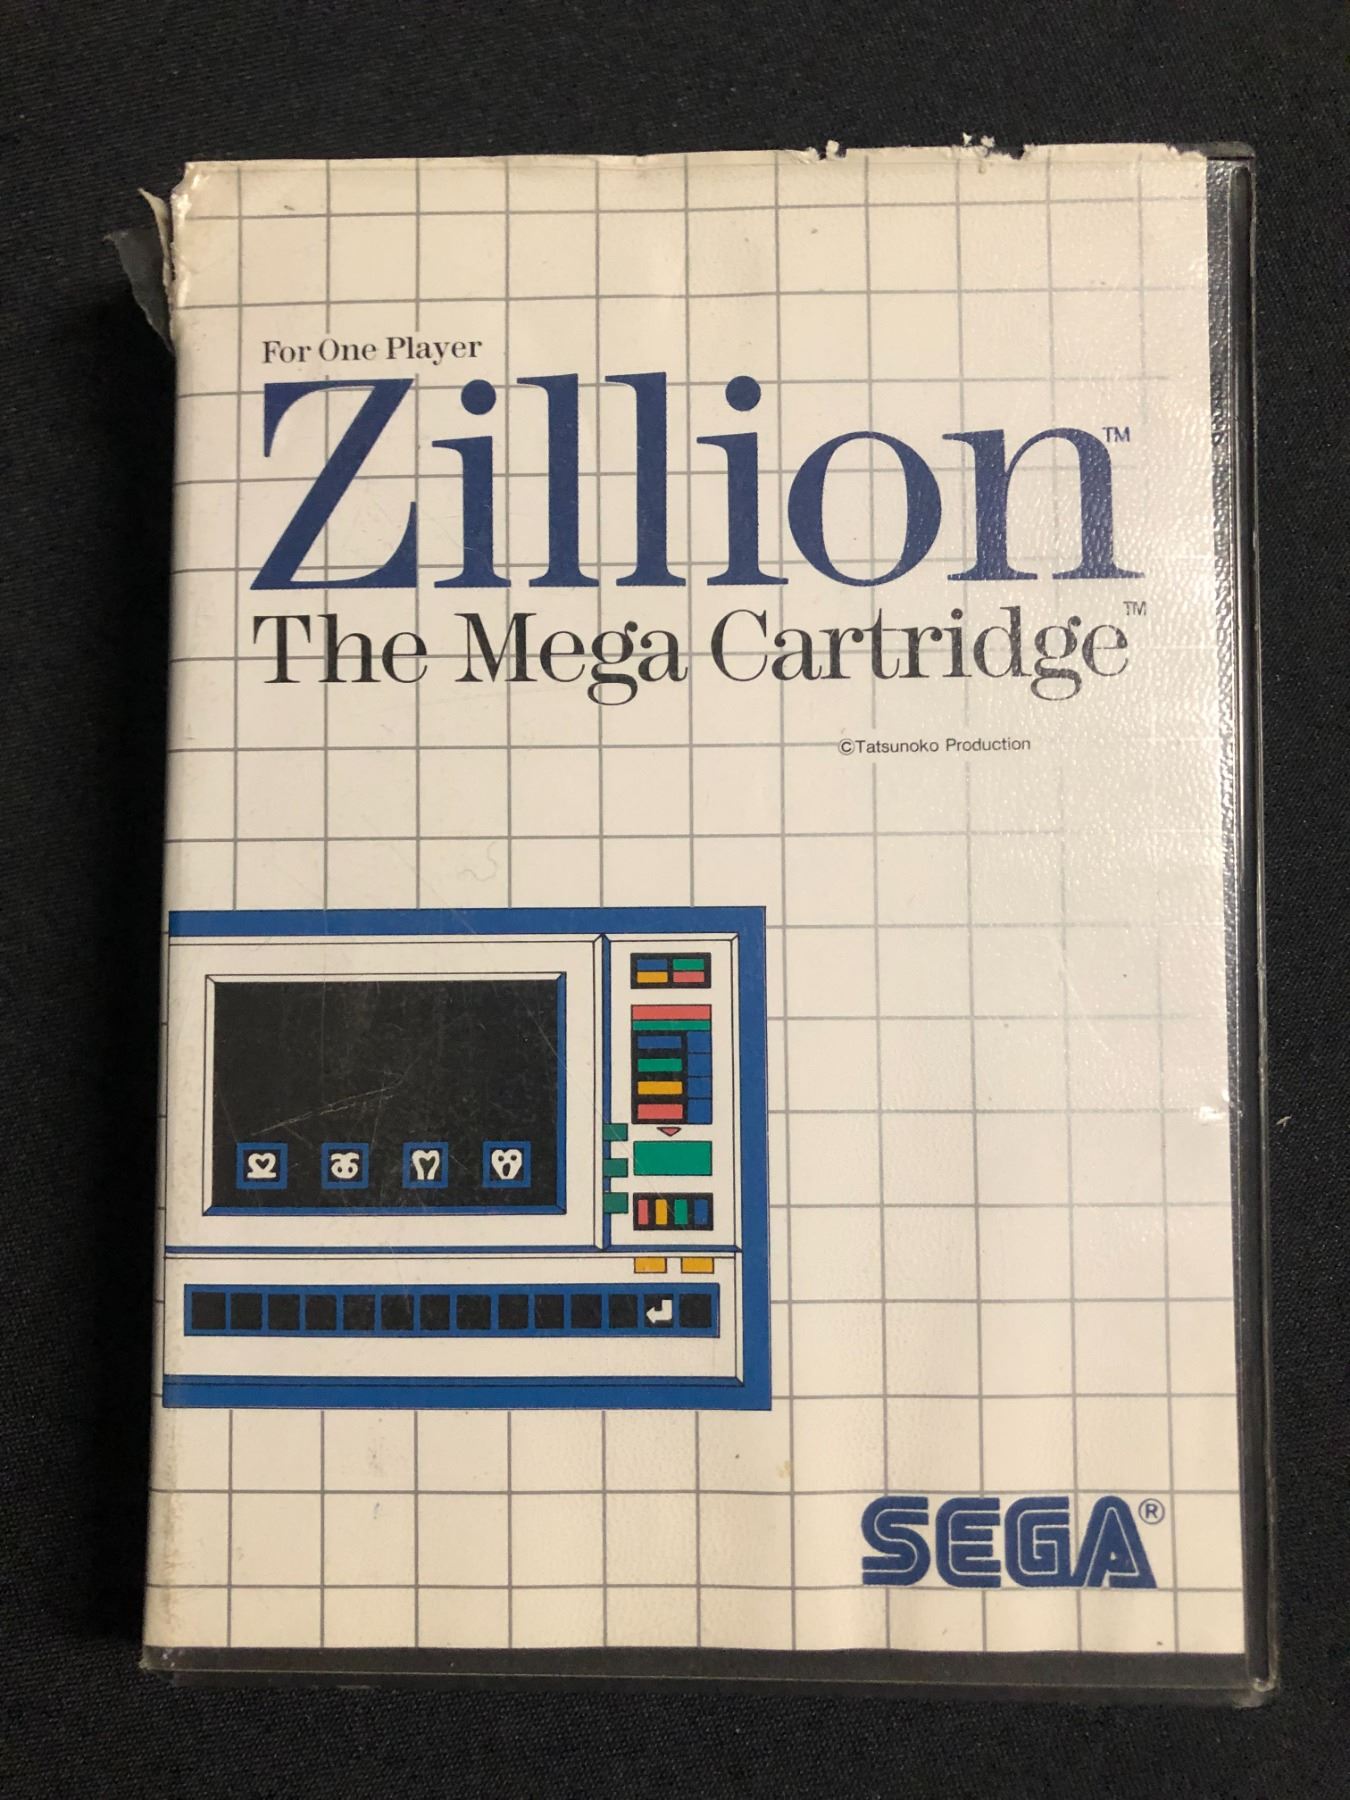 For One Player
Zillion™
The Mega Cartridge™
©Tatsunoko Production
SEGA®